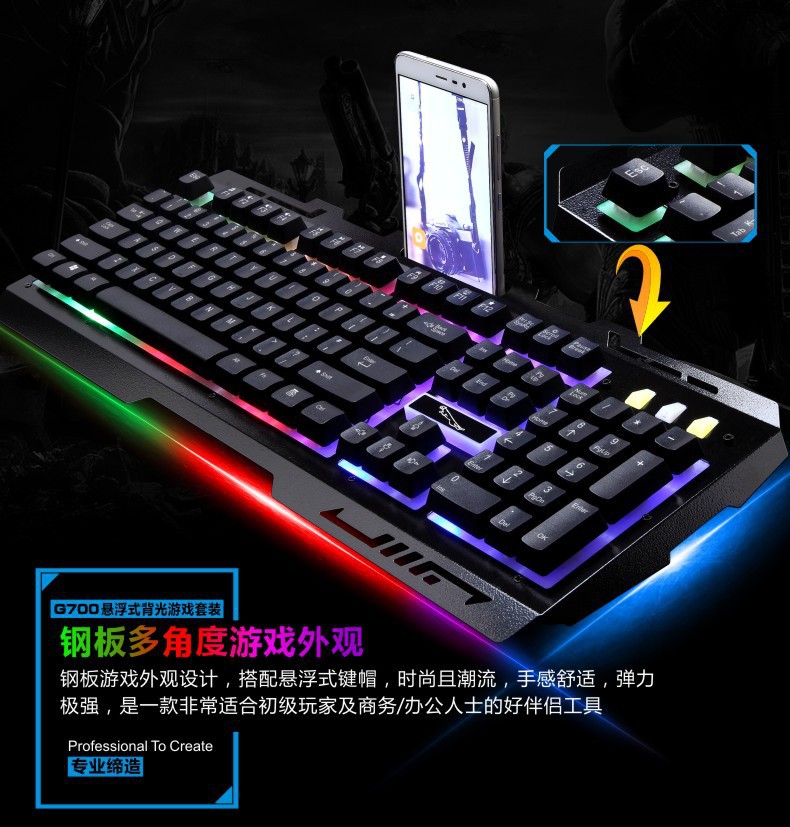 Esc
Tab
G700悬浮式背光游戏套装
钢板多角度游戏外观
钢板游戏外观设计，搭配悬浮式键帽，时尚且潮流，手感舒适，弹力
极强，是一款非常适合初级玩家及商务/办公人士的好伴侣工具
Professional To Create
专业缔造